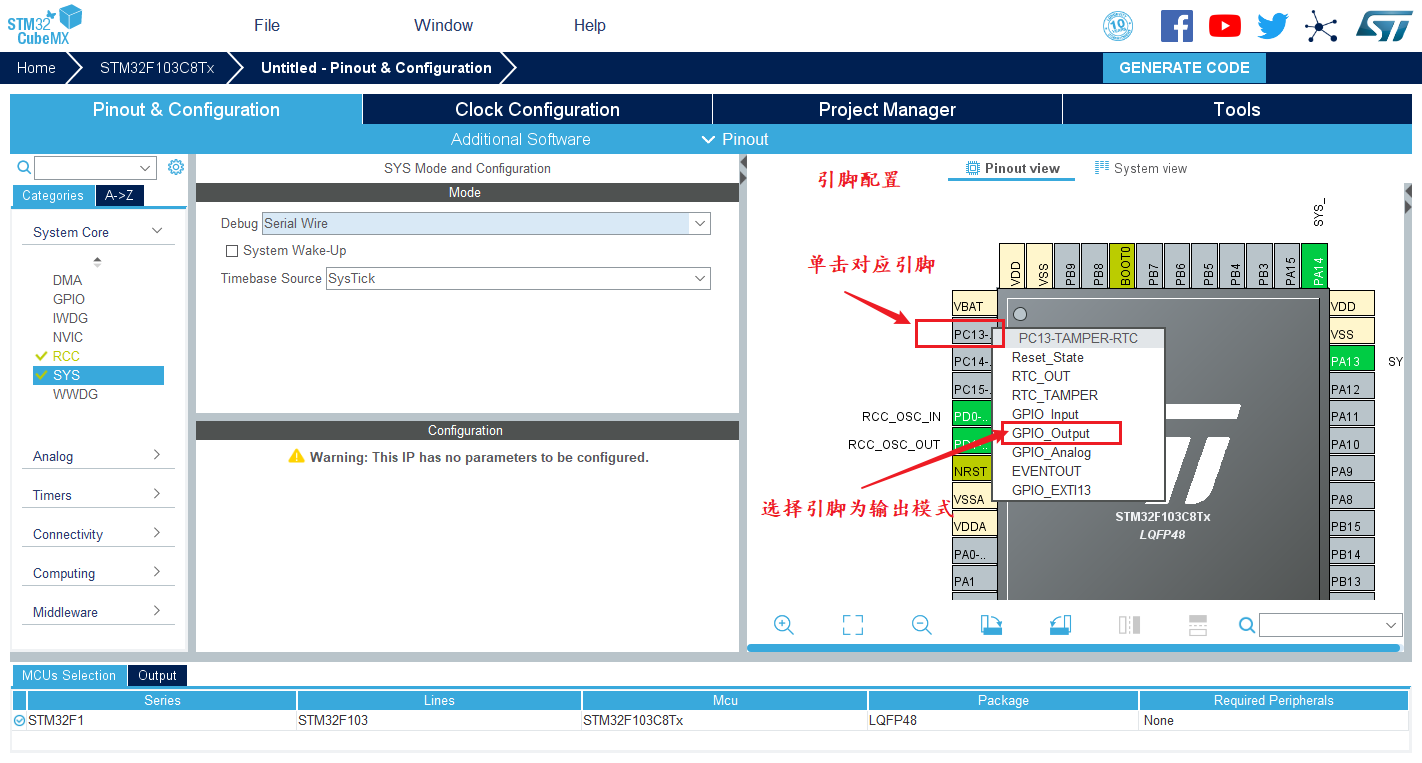 STM32
CubeMX
File
Window
Help
10
Home
STM32F103C8Tx
Untitled - Pinout & Configuration
GENERATE CODE
Pinout & Configuration
Clock Configuration
Project Manager
Tools
Additional Software
Pinout
Categories
A->Z
System Core
DMA
GPIO
IWDG
NVIC
RCC
SYS
WWDG
Analog
Timers
Connectivity
Computing
Middleware
SYS Mode and Configuration
Mode
Debug Serial Wire
System Wake-Up
Timebase Source SysTick
Configuration
Warning: This IP has no parameters to be configured.
引脚配置
Pinout view
System view
单击对应引脚
选择引脚为输出模式
SYS_
VDD
VSS
PB9
PB8
BOOT0
PB7
PB6
PB5
PB4
PB3
PA15
PA14
VBAT
PC13-..
PC14-..
PC15-..
RCC_OSC_IN
PD0-..
RCC_OSC_OUT
NRST
VSSA
VDDA
PA0-..
PA1
PC13-TAMPER-RTC
Reset_State
RTC_OUT
RTC_TAMPER
GPIO_Input
GPIO_Output
GPIO_Analog
EVENTOUT
GPIO_EXTI13
STM32F103C8Tx
LQFP48
VDD
VSS
PA13
SY
PA12
PA11
PA10
PA9
PA8
PB15
PB14
PB13
MCUs Selection
Output
Series
Lines
Mcu
Package
Required Peripherals
STM32F1
STM32F103
STM32F103C8Tx
LQFP48
None